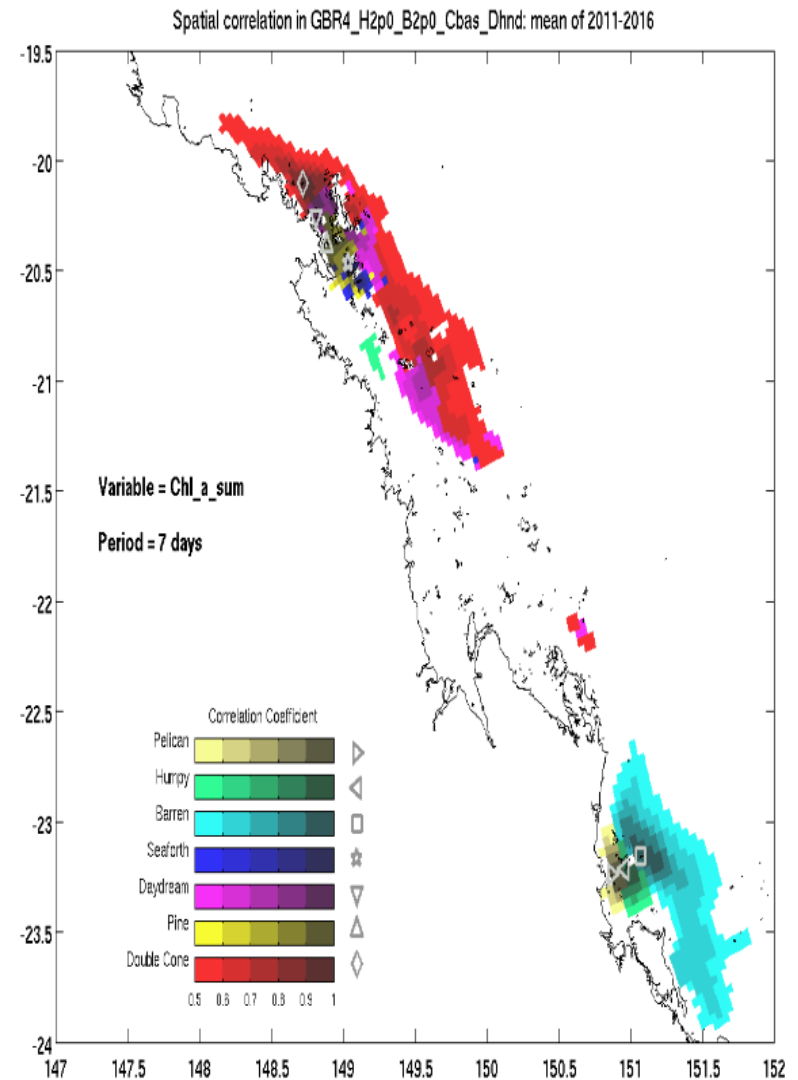 Spatial correlation in GBR4_H2p0_B2p0_Cbas_Dhnd: mean of 2011-2016
-19.5
-20
-20.5
-21
-21.5
-22
-22.5
-23
-23.5
-24
Variable = Chl_a_sum
Period = 7 days
Correlation Coefficient
Pelican
Humpy
Barren
Seaforth
Daydream
Pine
Double Cone
0.5 0.6 0.7 0.8 0.9 1
147 147.5 148 148.5 149 149.5 150 150.5 151 151.5 152